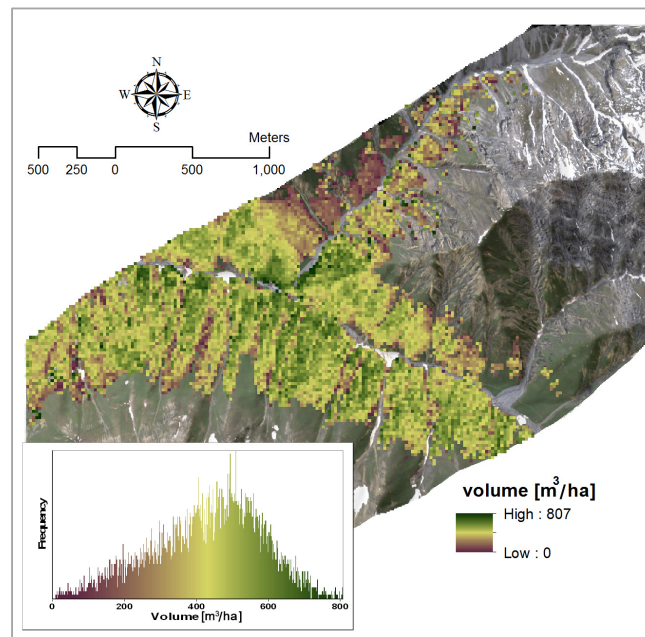 N
W E
S
Meters
500 250 0 500 1,000
volume [m³/ha]
High : 807
Low : 0
Frequency
0 200 400 600 800
Volume [m³/ha]